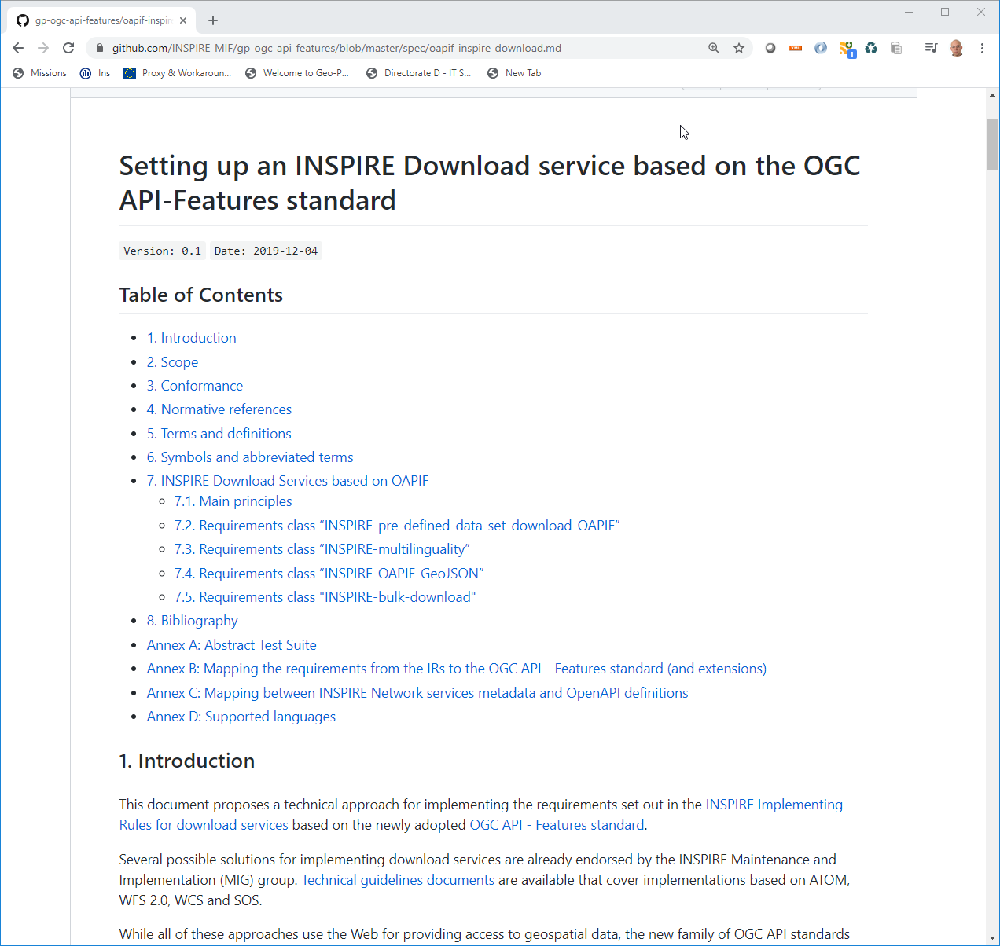 gp-ogc-api-features/oapif-inspir
github.com/INSPIRE-MIF/gp-ogc-api-features/blob/master/spec/oapif-inspire-download.md
XML
1
Missions Ins Proxy & Workaroun... Welcome to Geo-P... Directorate D - IT S... New Tab
Setting up an INSPIRE Download service based on the OGC
API-Features standard
Version: 0.1 Date: 2019-12-04
Table of Contents
• 1. Introduction
• 2. Scope
• 3. Conformance
• 4. Normative references
• 5. Terms and definitions
• 6. Symbols and abbreviated terms
• 7. INSPIRE Download Services based on OAPIF
◦ 7.1. Main principles
◦ 7.2. Requirements class “INSPIRE-pre-defined-data-set-download-OAPIF”
◦ 7.3. Requirements class “INSPIRE-multilinguality”
◦ 7.4. Requirements class “INSPIRE-OAPIF-GeoJSON”
◦ 7.5. Requirements class "INSPIRE-bulk-download"
• 8. Bibliography
• Annex A: Abstract Test Suite
• Annex B: Mapping the requirements from the IRs to the OGC API - Features standard (and extensions)
• Annex C: Mapping between INSPIRE Network services metadata and OpenAPI definitions
• Annex D: Supported languages
1. Introduction
This document proposes a technical approach for implementing the requirements set out in the INSPIRE Implementing
Rules for download services based on the newly adopted OGC API - Features standard.
Several possible solutions for implementing download services are already endorsed by the INSPIRE Maintenance and
Implementation (MIG) group. Technical guidelines documents are available that cover implementations based on ATOM,
WFS 2.0, WCS and SOS.
While all of these approaches use the Web for providing access to geospatial data, the new family of OGC API standards